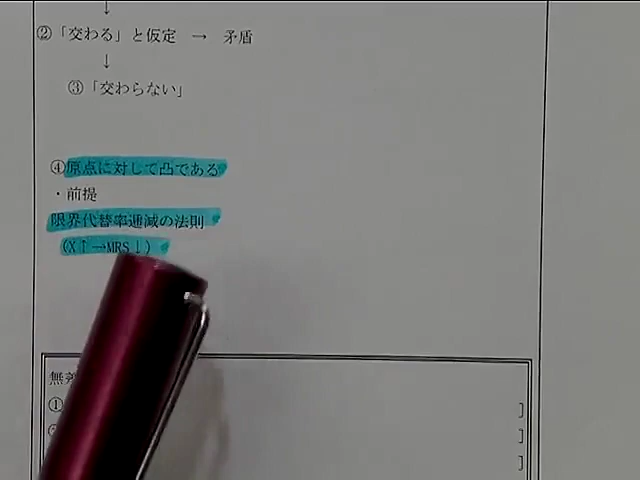 ↓
②「交わる」と仮定 → 矛盾
↓
③「交わらない」
④原点に対して凸である
・前提
限界代替率逓減の法則
(X↑→MRS↓)
無
①
]
]
]